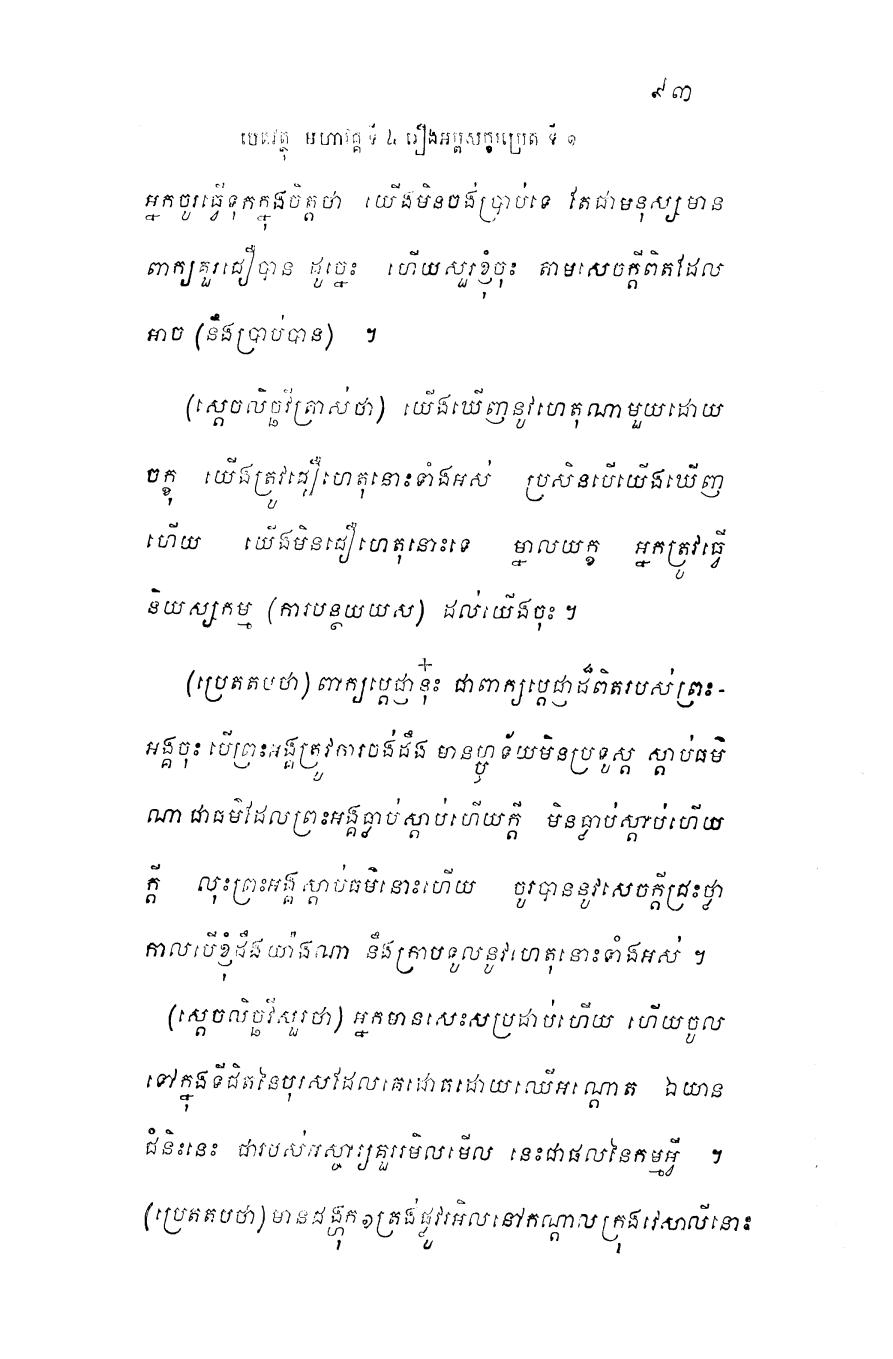 ៩៣
បេតវត្ថុ មហាវគ្គ ទី ៤ រឿងអម្ពសក្ខរប្រេត ទី ១
អ្នកចូរធ្វើទុកក្នុងចិត្តថា យើងមិនចង់ប្រាប់ទេ តែជាមនុស្សមាន
ពាក្យគួរជឿបាន ដូច្នេះ ហើយសួរខ្ញុំចុះ តាមសេចក្តីពិតដែល
អាច (នឹងប្រាប់បាន) ។
(ស្តេចលិច្ឆវីត្រាស់ថា) យើងឃើញនូវហេតុណាមួយដោយ
ចក្ខុ យើងត្រូវជឿហេតុនោះទាំងអស់ ប្រសិនបើយើងឃើញ
ហើយ យើងមិនជឿហេតុនោះទេ ម្នាលយក្ខ អ្នកត្រូវធ្វើ
និយស្សកម្ម (ការបន្ថយយស) ដល់យើងចុះ ។
(ប្រេតតបថា) ពាក្យប្តេជ្ញានុ៎ះ ជាពាក្យប្តេជ្ញាដ៏ពិតរបស់ព្រះ-
អង្គចុះ បើព្រះអង្គត្រូវការចង់ដឹង មានហ្ឫទ័យមិនប្រទូស្ត ស្តាប់ធម៌
ណាជាធម៌ដែលព្រះអង្គធ្លាប់ស្តាប់ហើយក្តី មិនធ្លាប់ស្តាប់ហើយ
ក្តី លុះព្រះអង្គស្តាប់ធម៌នោះហើយ ចូរបាននូវសេចក្តីជ្រះថ្លា
កាលបើខ្ញុំដឹងយ៉ាងណា នឹងក្រាបទូលនូវហេតុនោះទាំងអស់ ។
(ស្តេចលិច្ឆវីសួរថា) អ្នកមានសេះសប្រដាប់ហើយ ហើយចូល
ទៅក្នុងទីជិតនៃបុរសដែលគេដោតដោយឈើអណ្តោត ឯយាន
ជំនិះនេះ ជារបស់អស្ចារ្យគួររមិលមើល នេះជាផលនៃកម្មអ្វី ។
(ប្រេតតបថា) មានដង្ហុក១ត្រង់ផ្លូវរអិលនៅកណ្តាលក្រុងវេសាលីនោះ